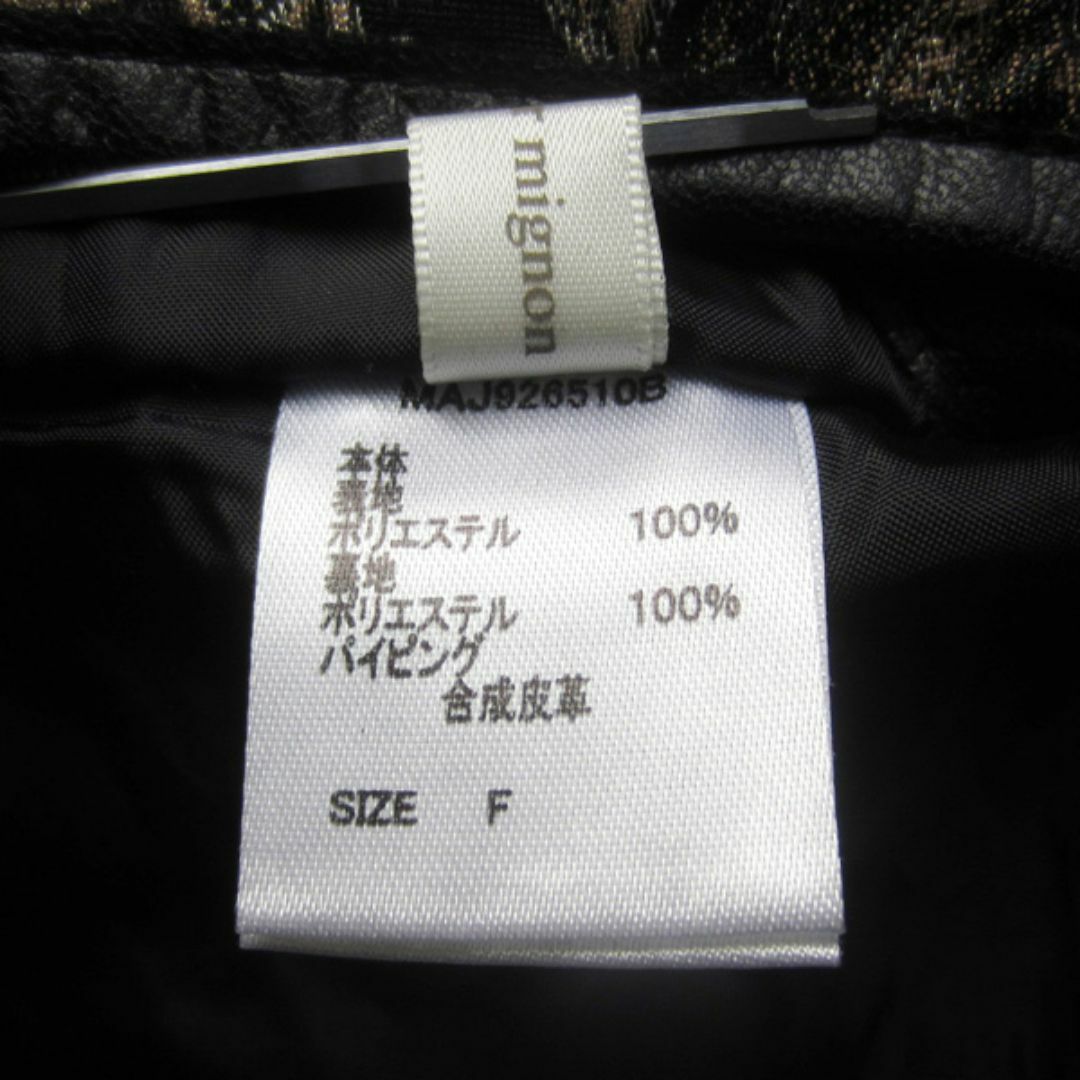 mignon
MAJ926510B
本体
表地
ポリエステル 100%
裏地
ポリエステル 100%
パイピング
合成皮革
SIZE F